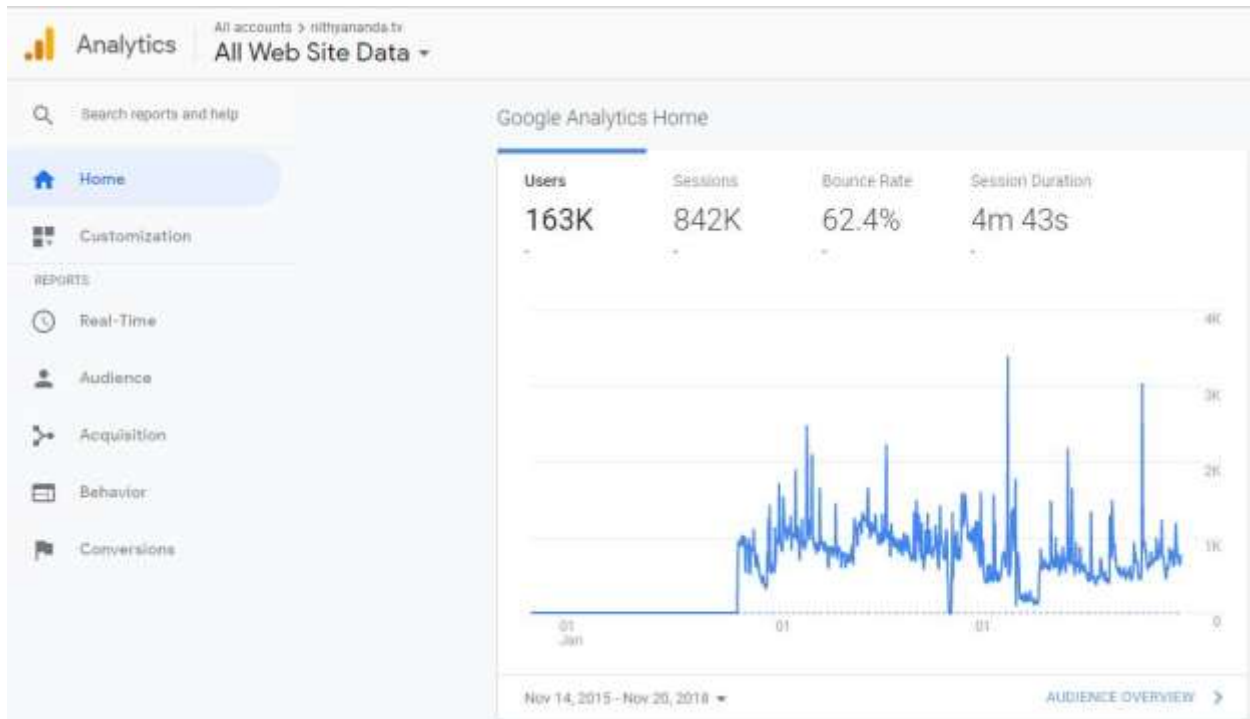 Analytics
All accounts > nithyananda.tv
All Web Site Data
Search reports and help
Home
Customization
REPORTS
Real-Time
Audience
Acquisition
Behavior
Conversions
Google Analytics Home
Users Sessions Bounce Rate Session Duration
163K 842K 62.4% 4m 43s
- - - -
4K
3K
2K
1K
0
01 01 01
Jan
Nov 14, 2015 - Nov 20, 2018
AUDIENCE OVERVIEW >